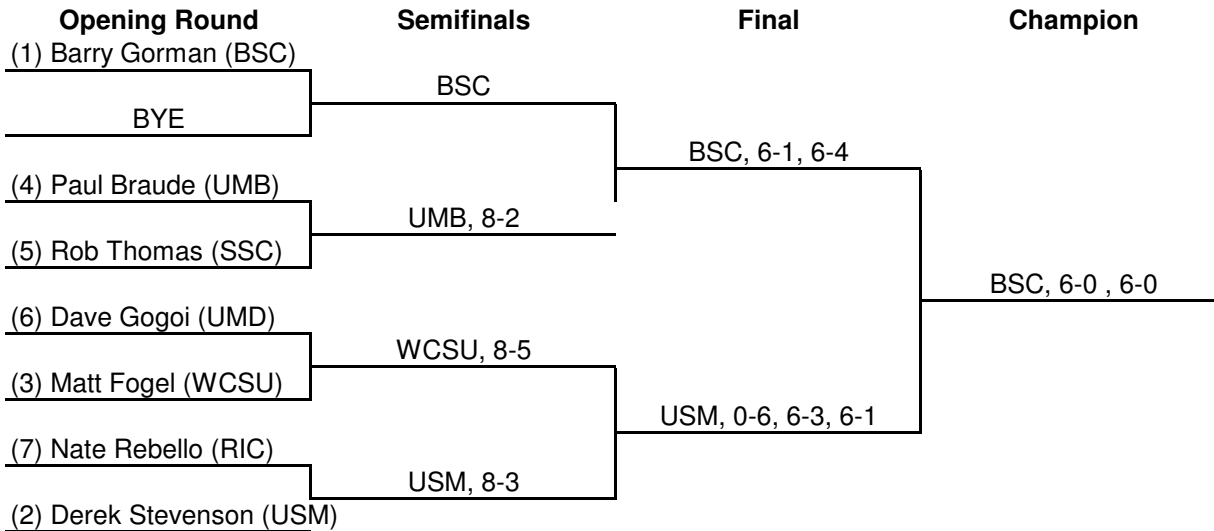 Opening Round Semifinals Final Champion
(1) Barry Gorman (BSC)
BSC
BYE
BSC, 6-1, 6-4
(4) Paul Braude (UMB)
UMB, 8-2
(5) Rob Thomas (SSC)
BSC, 6-0 , 6-0
(6) Dave Gogoi (UMD)
WCSU, 8-5
(3) Matt Fogel (WCSU)
USM, 0-6, 6-3, 6-1
(7) Nate Rebello (RIC)
USM, 8-3
(2) Derek Stevenson (USM)